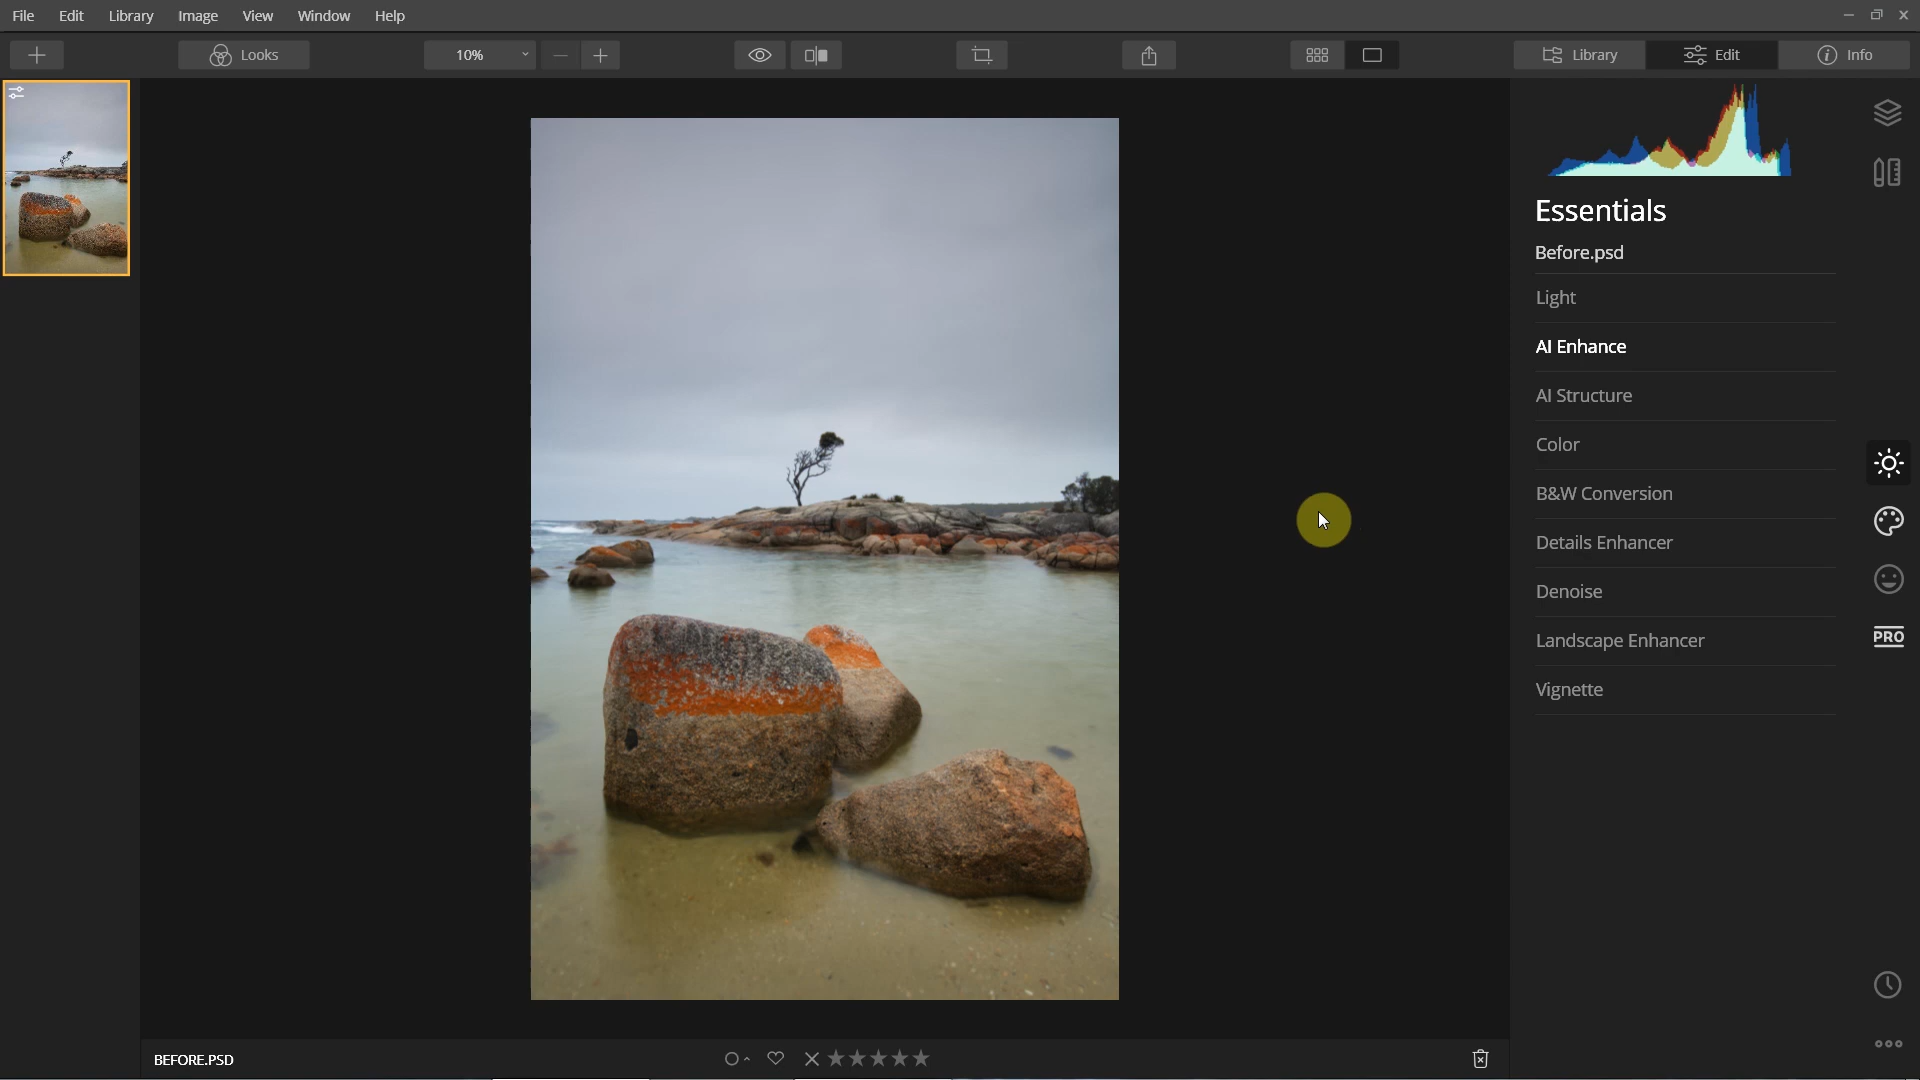 File Edit Library Image View Window Help
Looks 10% Library Edit Info
Essentials
Before.psd
Light
AI Enhance
AI Structure
Color
B&W Conversion
Details Enhancer
Denoise
PRO
Landscape Enhancer
Vignette
BEFORE.PSD